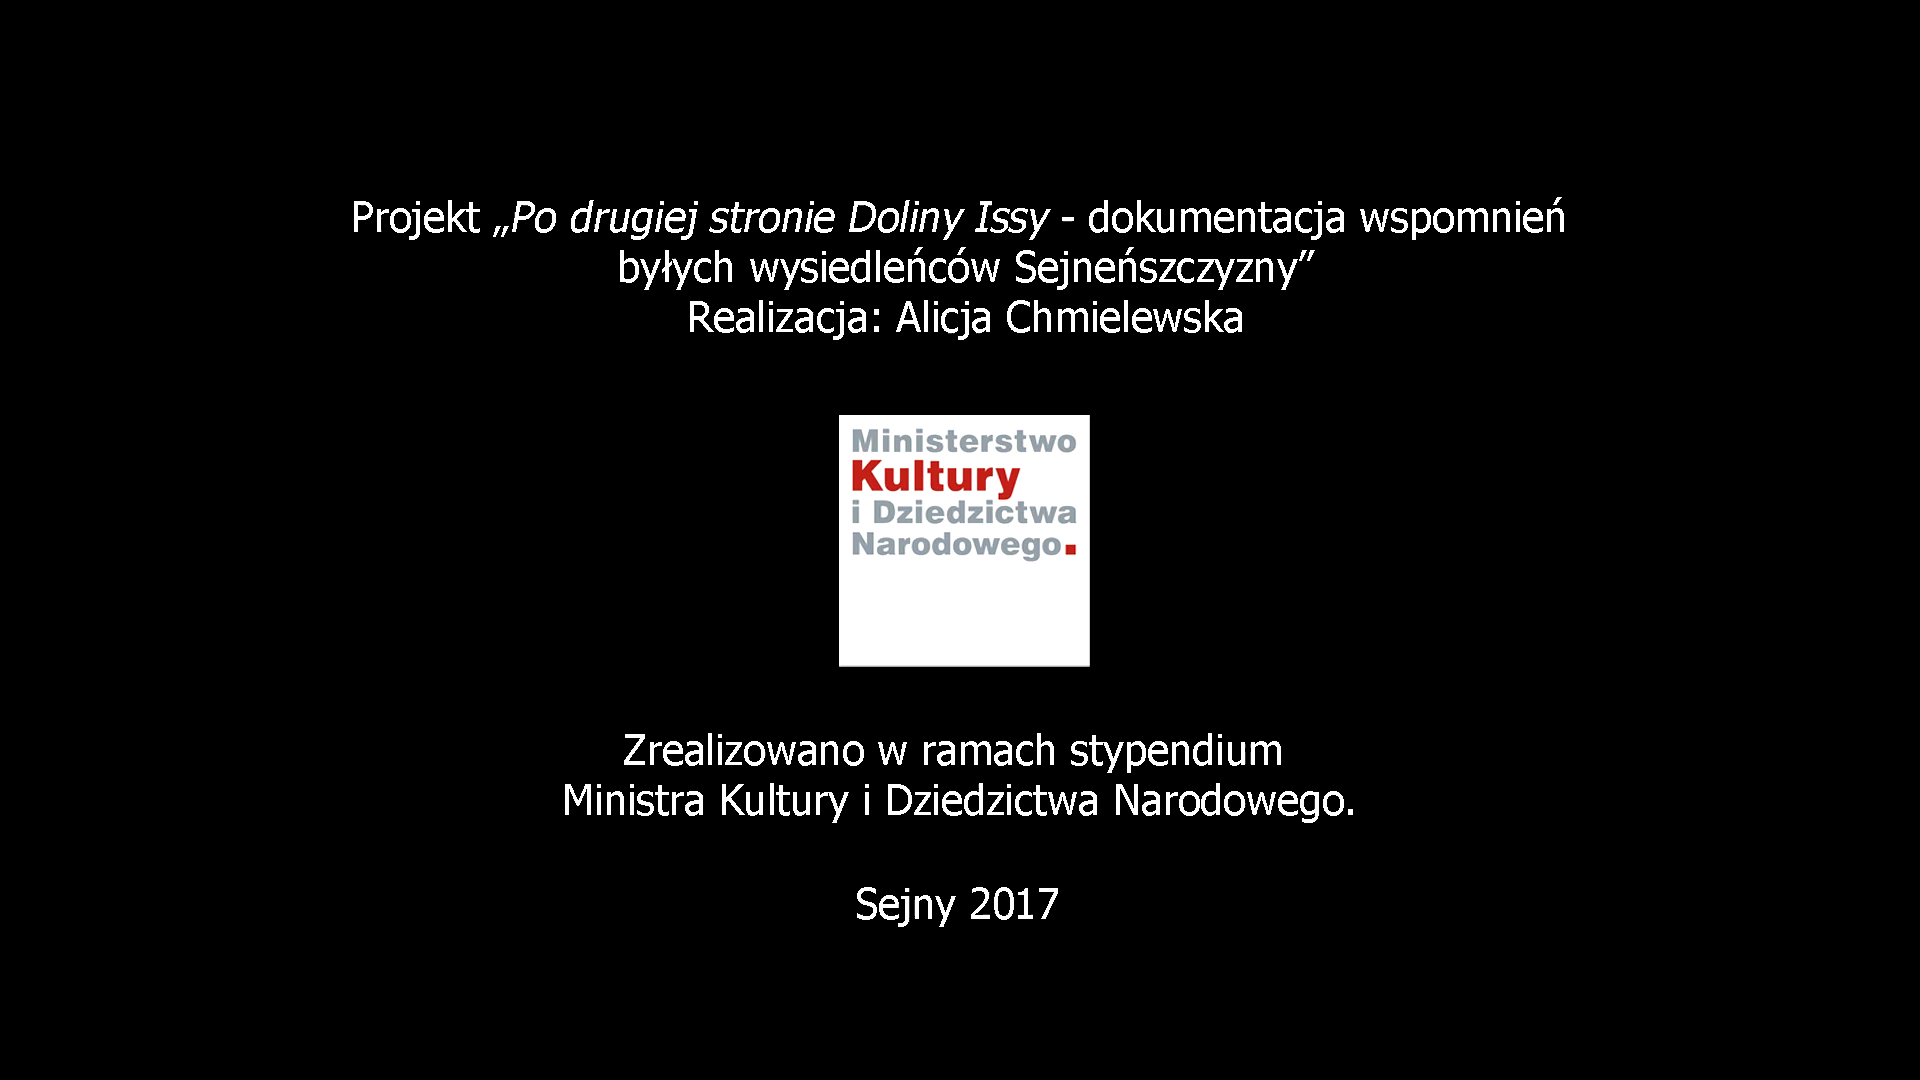 Projekt „Po drugiej stronie Doliny Issy - dokumentacja wspomnień
byłych wysiedleńców Sejneńszczyzny”
Realizacja: Alicja Chmielewska
Ministerstwo
Kultury
i Dziedzictwa
Narodowego.
Zrealizowano w ramach stypendium
Ministra Kultury i Dziedzictwa Narodowego.
Sejny 2017